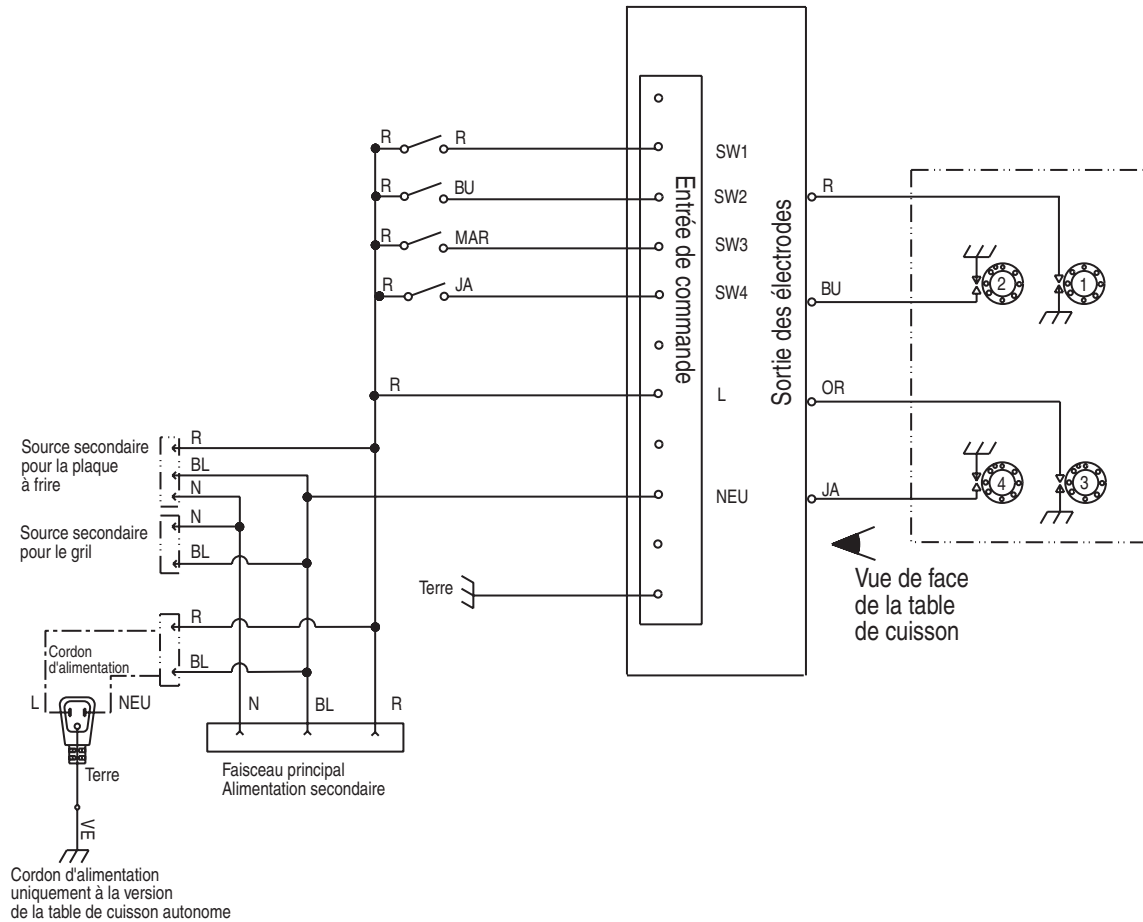 R
R
SW1
R
BU
SW2
R
MAR
SW3
R
JA
SW4
Entrée de commande
Sortie des électrodes
R
BU
2
1
R
L
OR
Source secondaire
pour la plaque
à frire
R
BL
N
NEU
JA
4
3
Source secondaire
pour le gril
N
BL
Terre
Vue de face
de la table
de cuisson
R
BL
Cordon
d'alimentation
L
NEU
N
BL
R
Terre
Faisceau principal
Alimentation secondaire
VE
Cordon d'alimentation
uniquement à la version
de la table de cuisson autonome